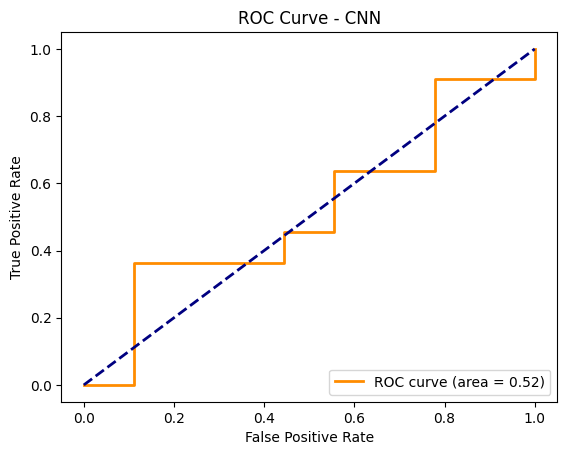 ROC Curve - CNN
True Positive Rate
1.0
0.8
0.6
0.4
0.2
0.0
ROC curve (area = 0.52)
0.0 0.2 0.4 0.6 0.8 1.0
False Positive Rate